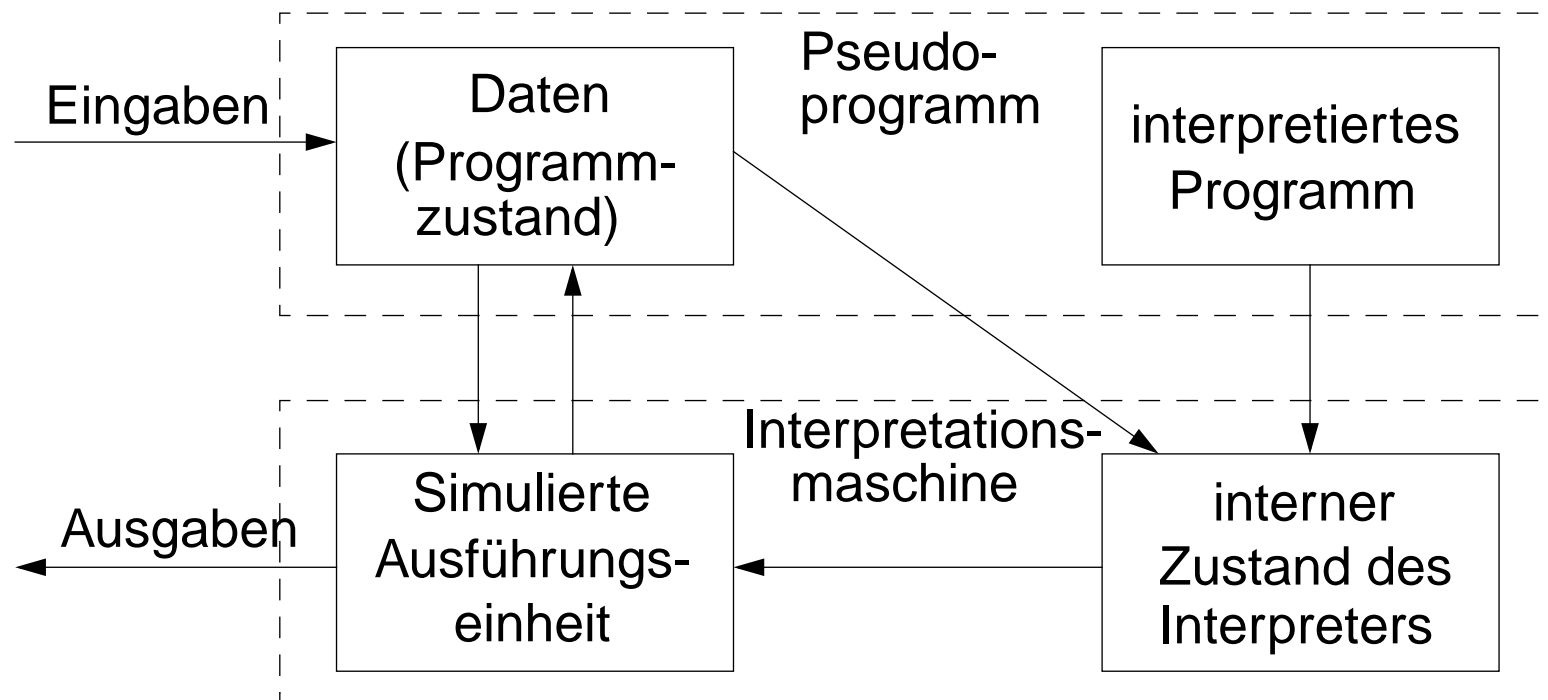 Eingaben
Daten
(Programm-
zustand)
Pseudo-
programm
interpretiertes
Programm
Interpretations-
maschine
Ausgaben
Simulierte
Ausführungs-
einheit
interner
Zustand des
Interpreters